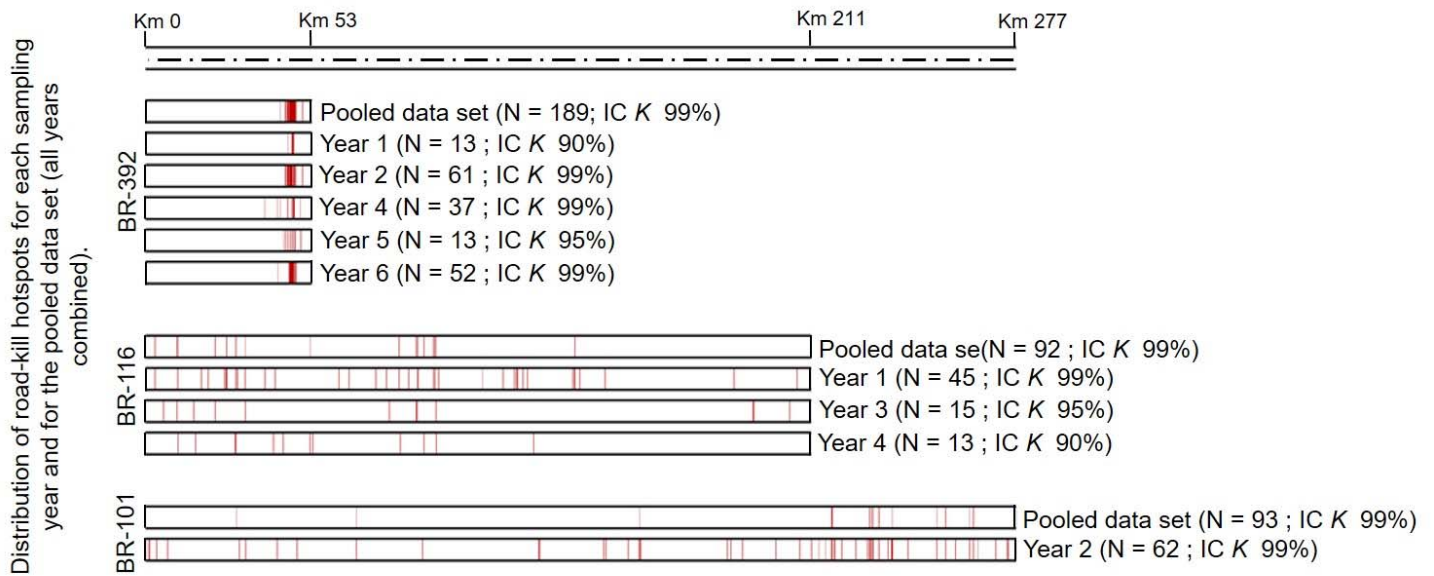 Km 0
Km 53
Km 211
Km 277
Distribution of road-kill hotspots for each sampling
year and for the pooled data set (all years
combined).
BR-392
Pooled data set (N = 189; IC K 99%)
Year 1 (N = 13 ; IC K 90%)
Year 2 (N = 61 ; IC K 99%)
Year 4 (N = 37 ; IC K 99%)
Year 5 (N = 13 ; IC K 95%)
Year 6 (N = 52 ; IC K 99%)
BR-116
Pooled data se(N = 92 ; IC K 99%)
Year 1 (N = 45 ; IC K 99%)
Year 3 (N = 15 ; IC K 95%)
Year 4 (N = 13 ; IC K 90%)
BR-101
Pooled data set (N = 93 ; IC K 99%)
Year 2 (N = 62 ; IC K 99%)